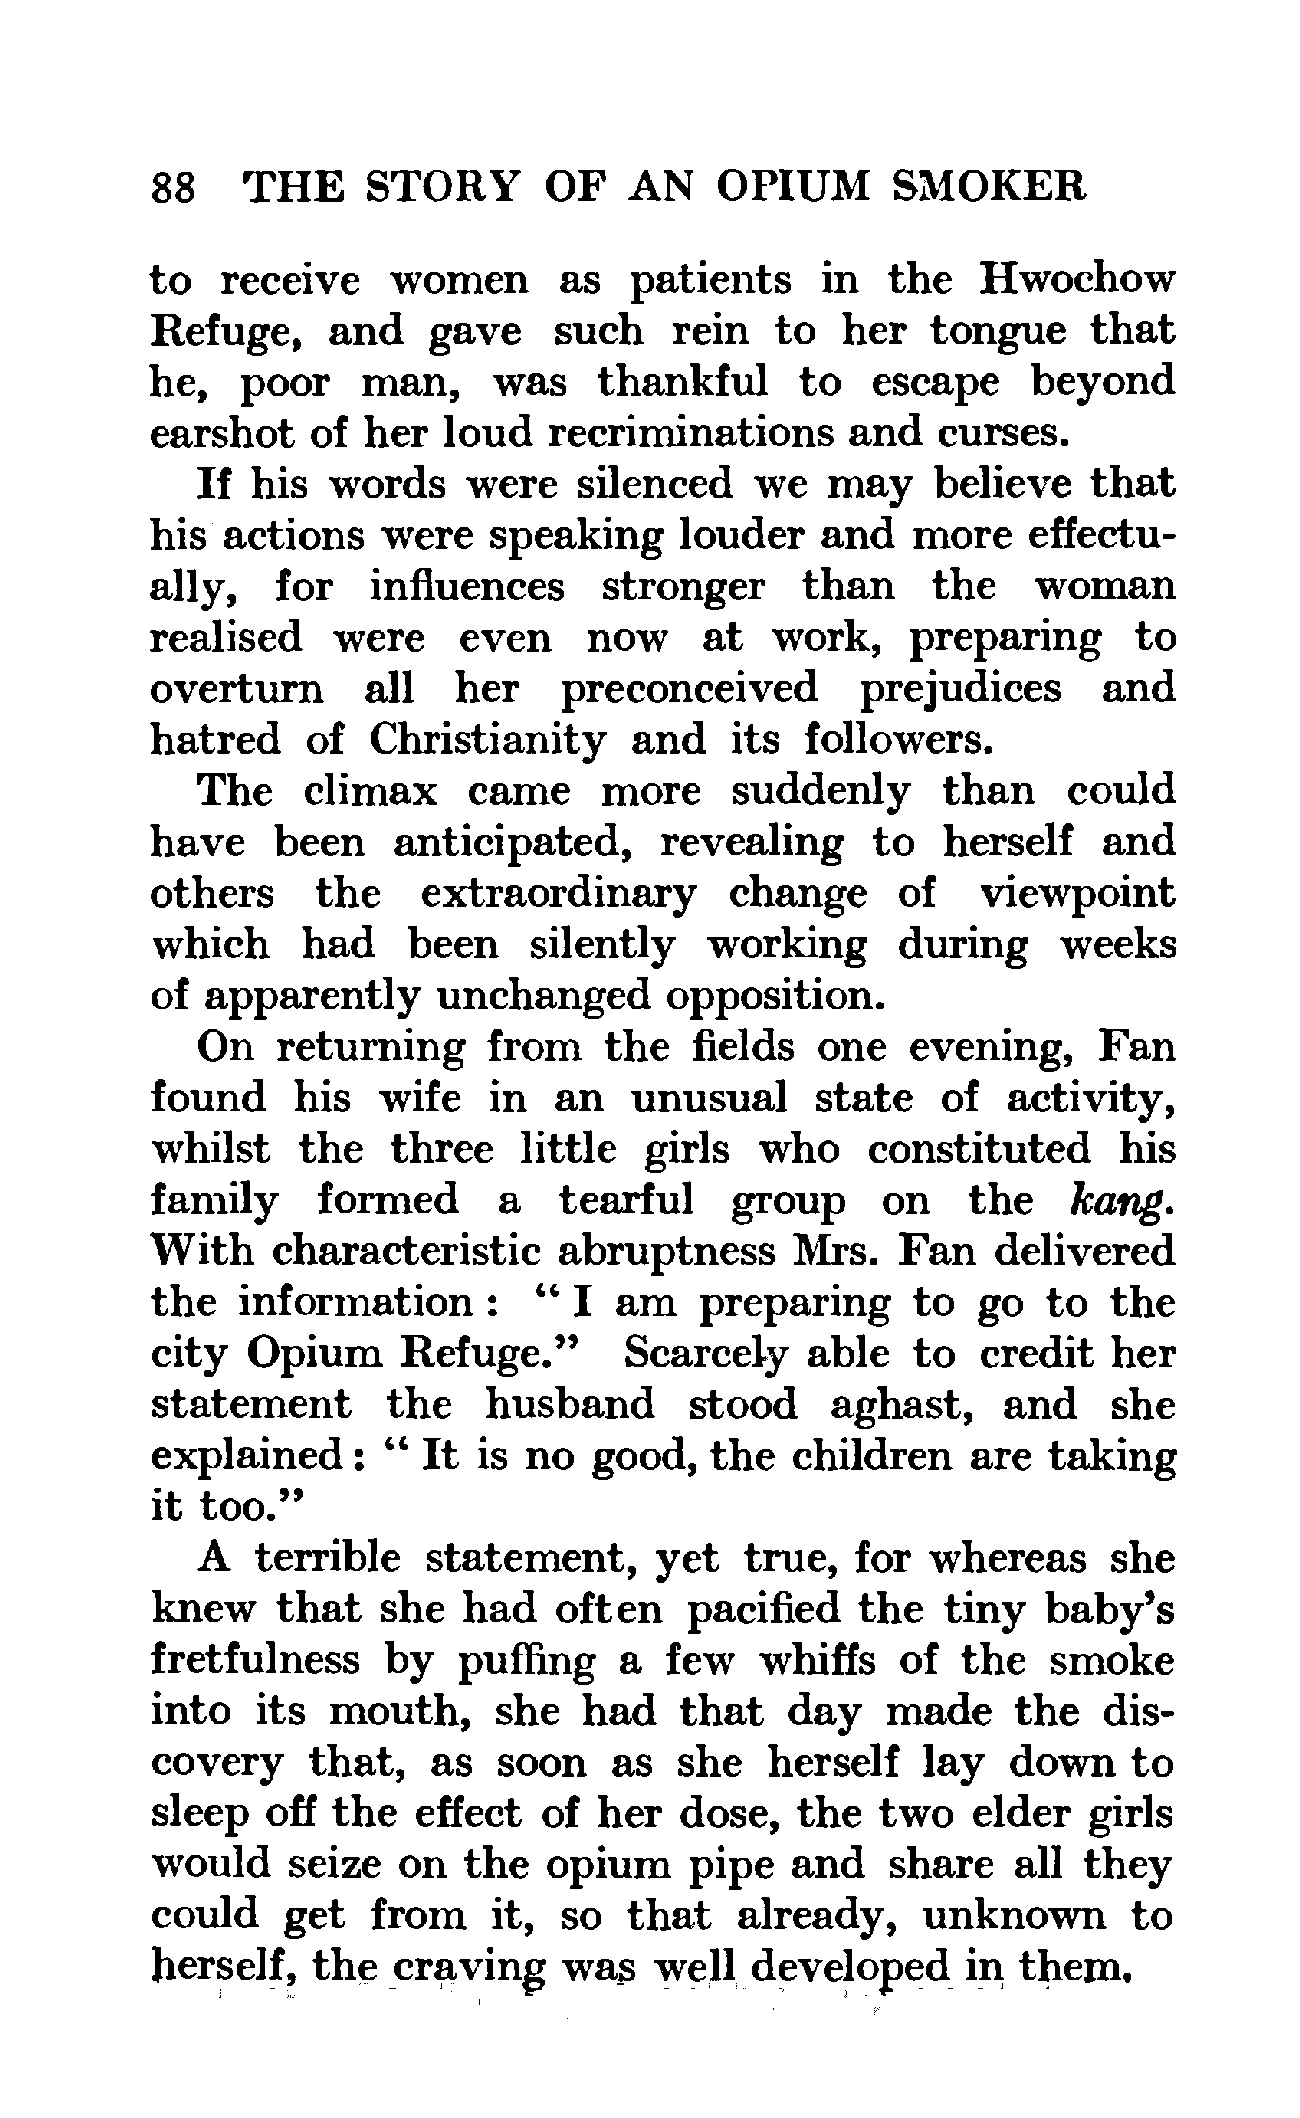 88 THE STORY OF AN OPIUM SMOKER
to receive women as patients in the Hwochow
Refuge, and gave such rein to her tongue that
he, poor man, was thankful to escape beyond
earshot of her loud recriminations and curses.
If his words were silenced we may believe that
his actions were speaking louder and more effectu-
ally, for influences stronger than the woman
realised were even now at work, preparing to
overturn all her preconceived prejudices and
hatred of Christianity and its followers.
The climax came more suddenly than could
have been anticipated, revealing to herself and
others the extraordinary change of viewpoint
which had been silently working during weeks
of apparently unchanged opposition.
On returning from the fields one evening, Fan
found his wife in an unusual state of activity,
whilst the three little girls who constituted his
family formed a tearful group on the kang.
With characteristic abruptness Mrs. Fan delivered
the information : “ I am preparing to go to the
city Opium Refuge.” Scarcely able to credit her
statement the husband stood aghast, and she
explained : “ It is no good, the children are taking
it too.”
A terrible statement, yet true, for whereas she
knew that she had often pacified the tiny baby’s
fretfulness by puffing a few whiffs of the smoke
into its mouth, she had that day made the dis-
covery that, as soon as she herself lay down to
sleep off the effect of her dose, the two elder girls
would seize on the opium pipe and share all they
could get from it, so that already, unknown to
herself, the craving was well developed in them.